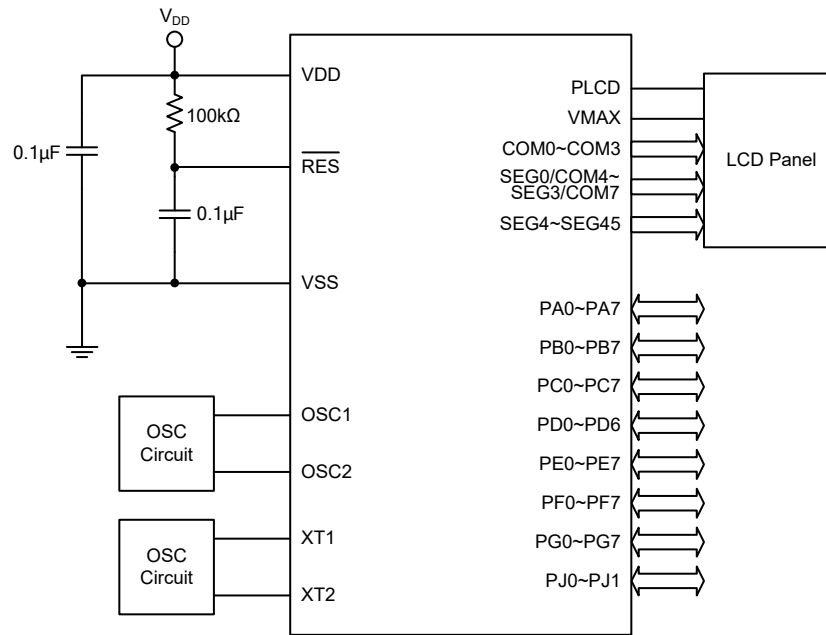 VDD
VDD
100kΩ
0.1µF
RES
0.1µF
VSS
OSC1
OSC
Circuit
OSC2
XT1
OSC
Circuit
XT2
PLCD
VMAX
COM0~COM3
SEG0/COM4~
SEG3/COM7
SEG4~SEG45
LCD Panel
PA0~PA7
PB0~PB7
PC0~PC7
PD0~PD6
PE0~PE7
PF0~PF7
PG0~PG7
PJ0~PJ1